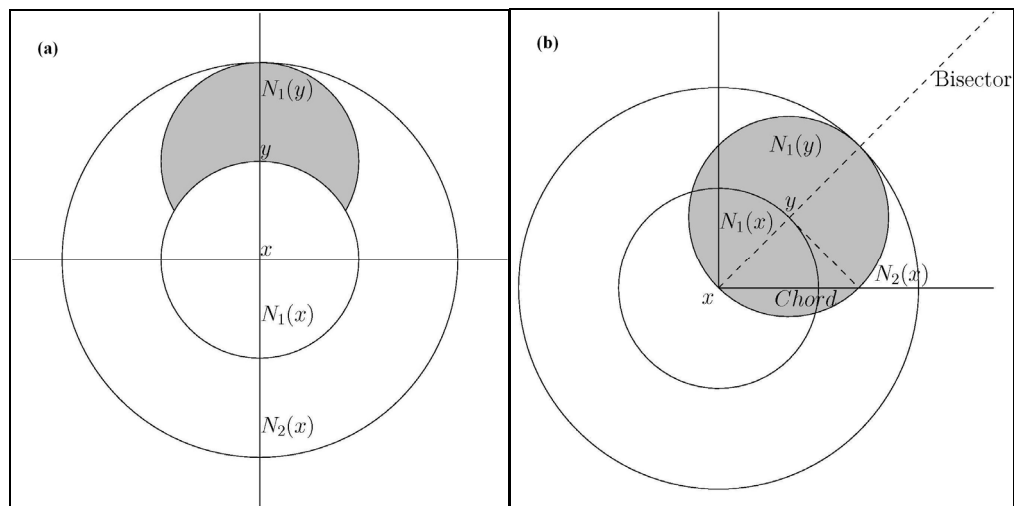 (a)
N₁(y)
y
x
N₁(x)
N₂(x)
(b)
Bisector
N₁(y)
y
N₁(x)
N₂(x)
x
Chord